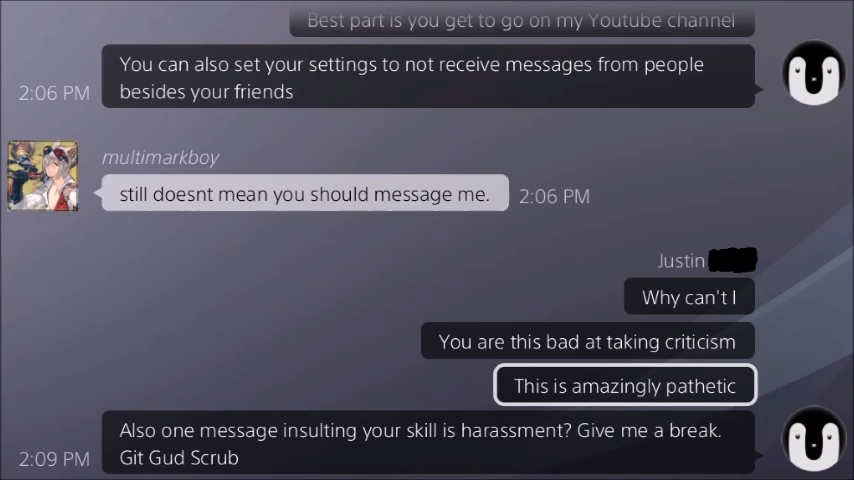 Best part is you get to go on my Youtube channel
You can also set your settings to not receive messages from people
besides your friends
2:06 PM
multimarkboy
still doesnt mean you should message me.
2:06 PM
Justin
Why can't I
You are this bad at taking criticism
This is amazingly pathetic
Also one message insulting your skill is harassment? Give me a break.
Git Gud Scrub
2:09 PM